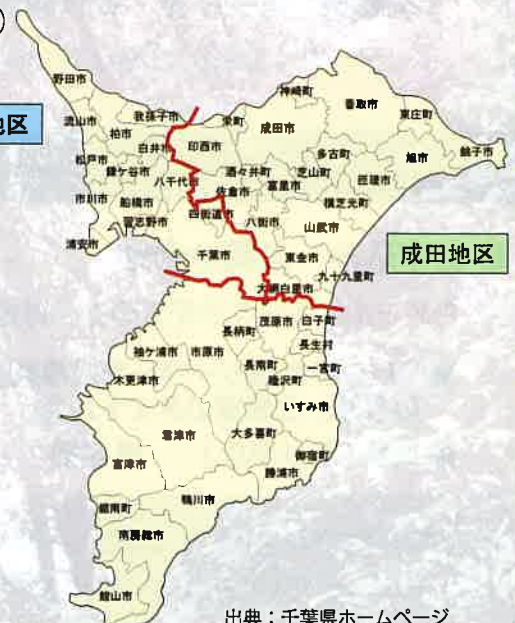 野田市
流山市
柏市
我孫子市
地区
松戸市
鎌ケ谷市
白井市
印西市
栄町
成田市
神崎町
香取市
東庄町
銚子市
旭市
多古町
匝瑳市
芝山町
横芝光町
酒々井町
富里市
八千代市
佐倉市
市川市
船橋市
習志野市
浦安市
四街道市
八街市
山武市
千葉市
東金市
九十九里町
大網白里市
成田地区
茂原市
白子町
長柄町
長生村
一宮町
長南町
睦沢町
袖ケ浦市
市原市
木更津市
いすみ市
君津市
大多喜町
御宿町
勝浦市
富津市
鴨川市
鋸南町
南房総市
館山市
出典：千葉県ホームページ